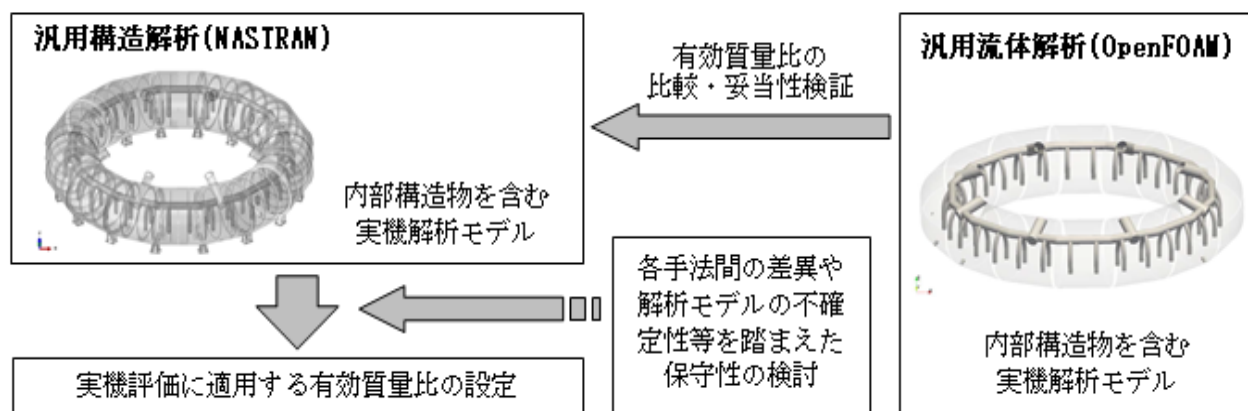 汎用構造解析(NASTRAN)
内部構造物を含む
実機解析モデル
有効質量比の
比較・妥当性検証
汎用流体解析(OpenFOAM)
内部構造物を含む
実機解析モデル
各手法間の差異や
解析モデルの不確
定性等を踏まえた
保守性の検討
実機評価に適用する有効質量比の設定